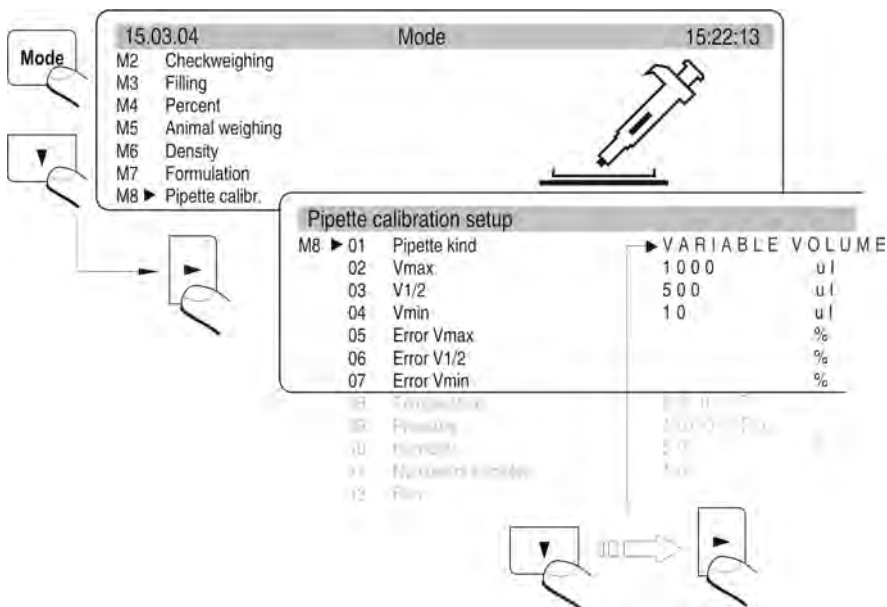 Mode
15.03.04 Mode 15:22:13
M2 Checkweighing
M3 Filling
M4 Percent
M5 Animal weighing
M6 Density
M7 Formulation
M8 Pipette calibr.
Pipette calibration setup
M8 01 Pipette kind VARIABLE VOLUME
02 Vmax 1000 ul
03 V1/2 500 ul
04 Vmin 10 ul
05 Error Vmax %
06 Error V1/2 %
07 Error Vmin %